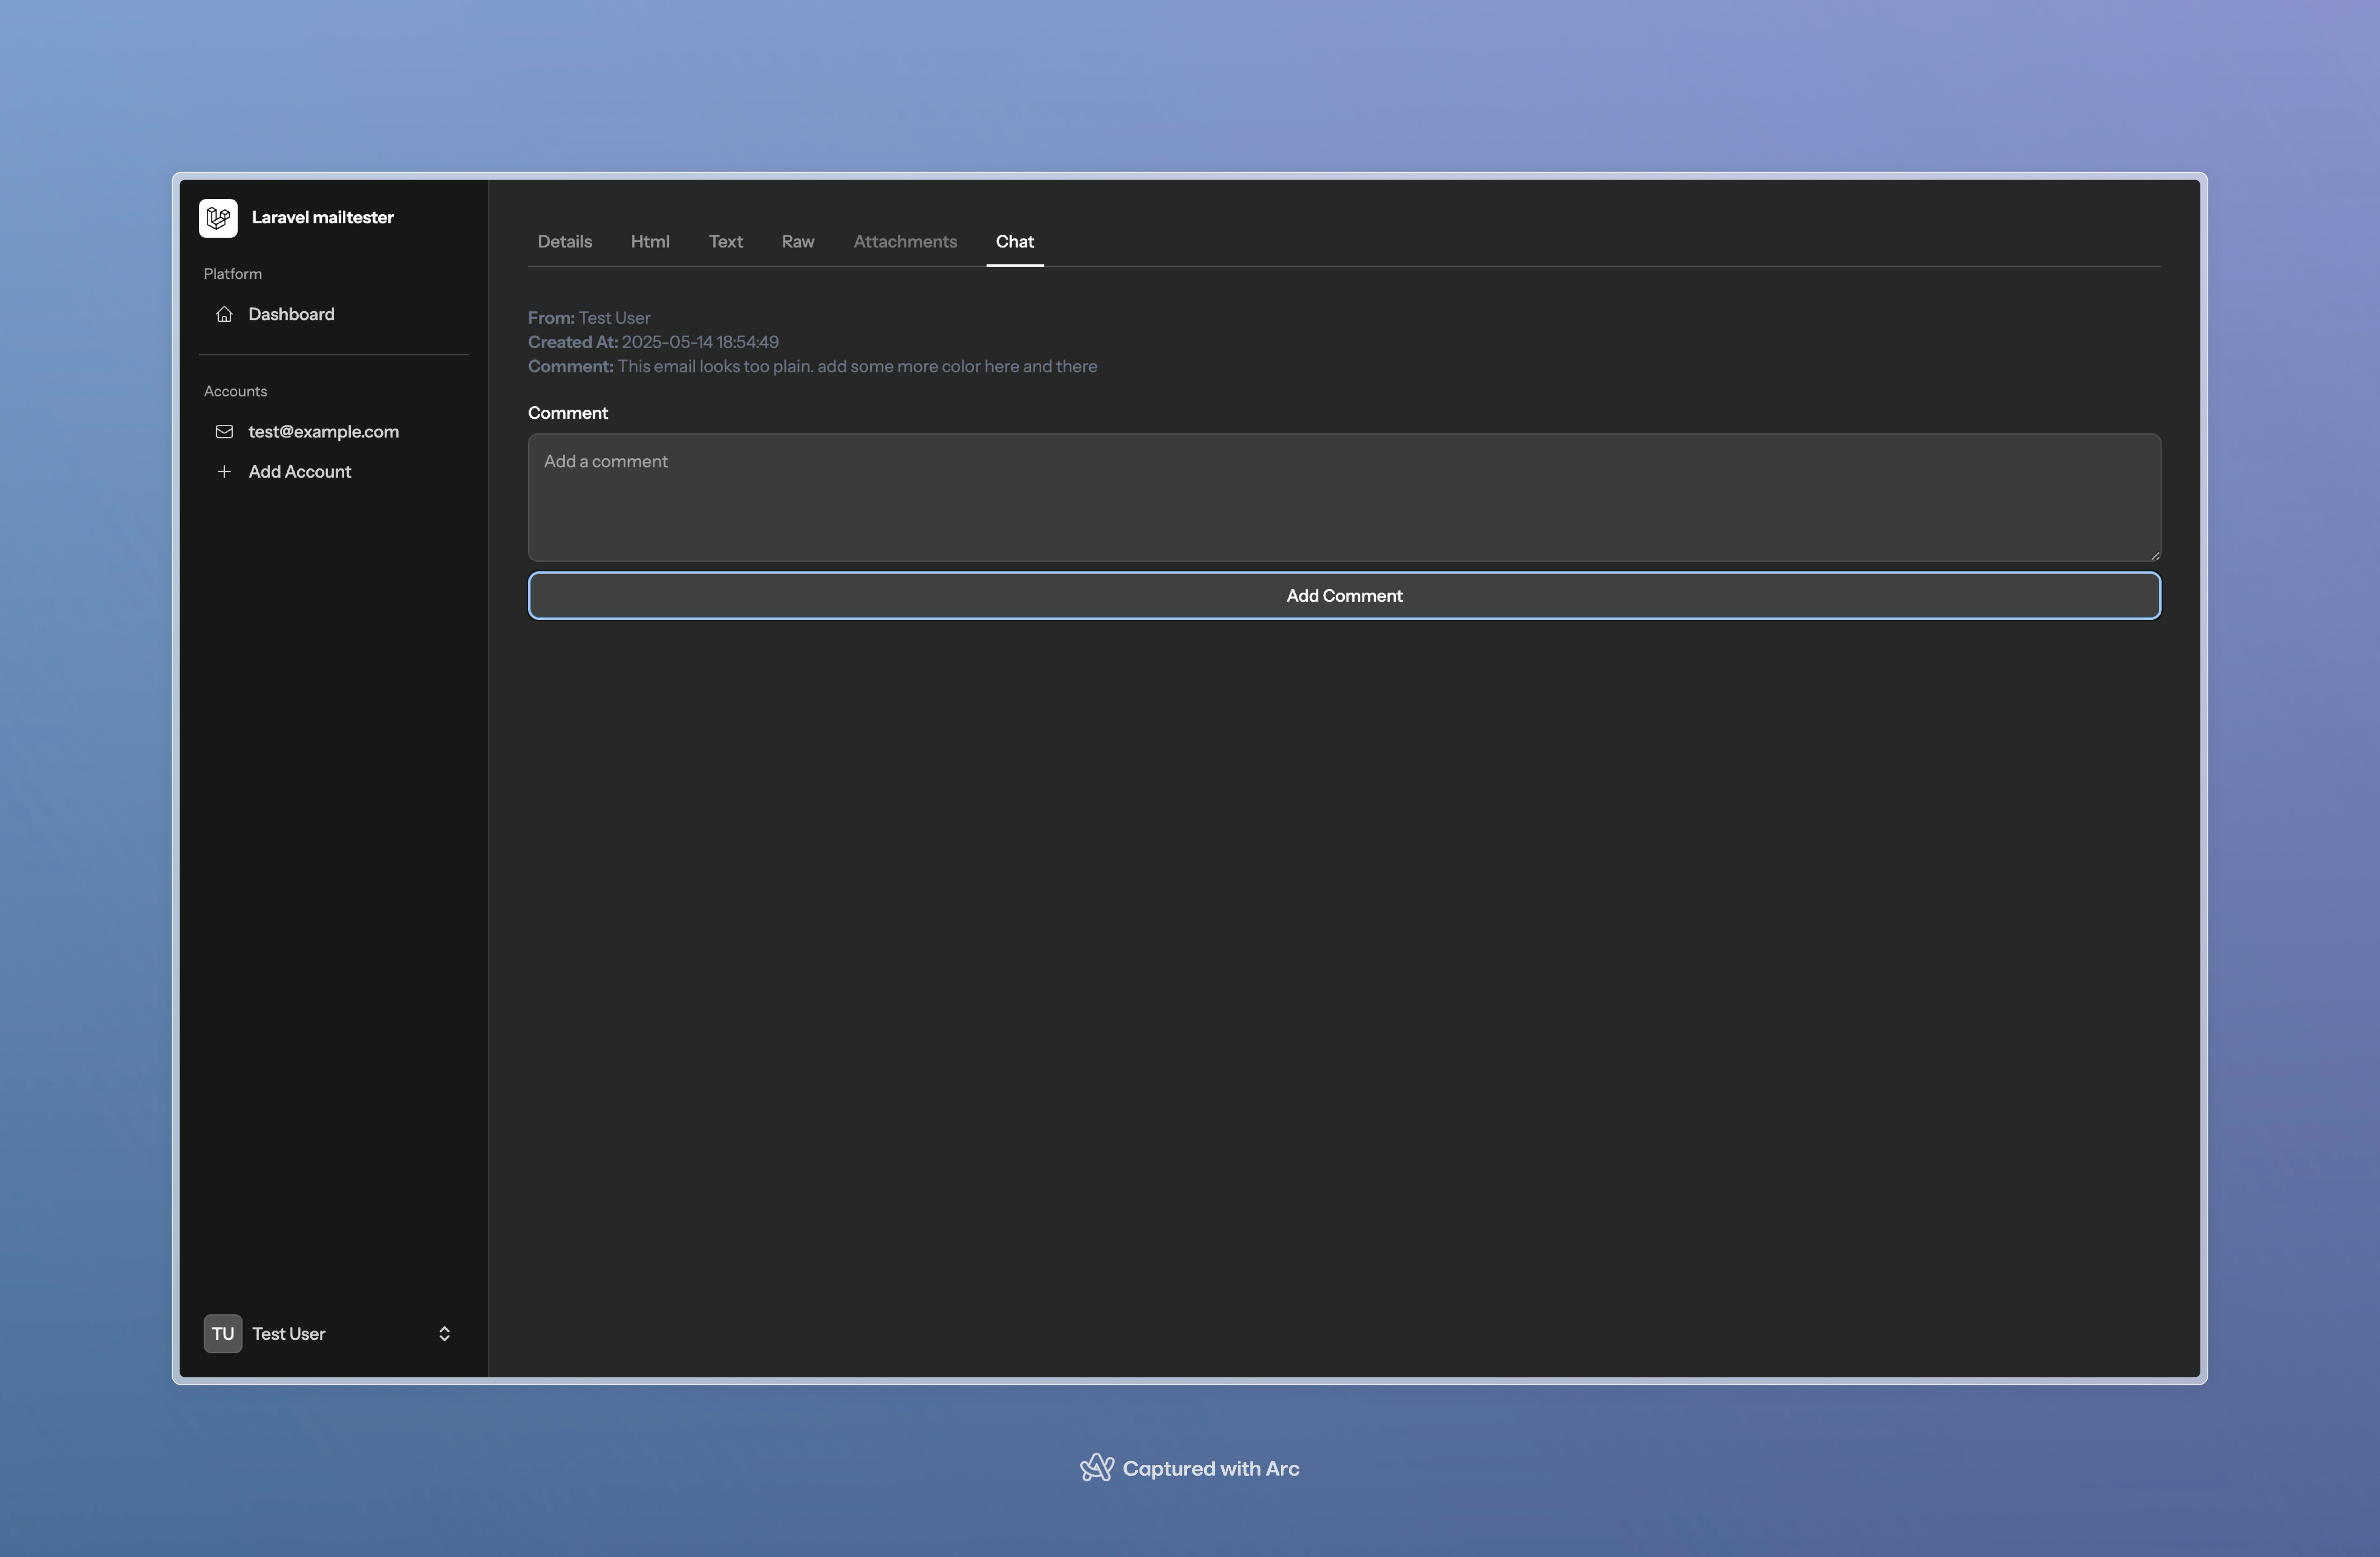 Laravel mailtester
Platform
Dashboard
Accounts
test@example.com
Add Account
TU Test User
Details Html Text Raw Attachments Chat
From: Test User
Created At: 2025-05-14 18:54:49
Comment: This email looks too plain. add some more color here and there
Comment
Add a comment
Add Comment
Captured with Arc